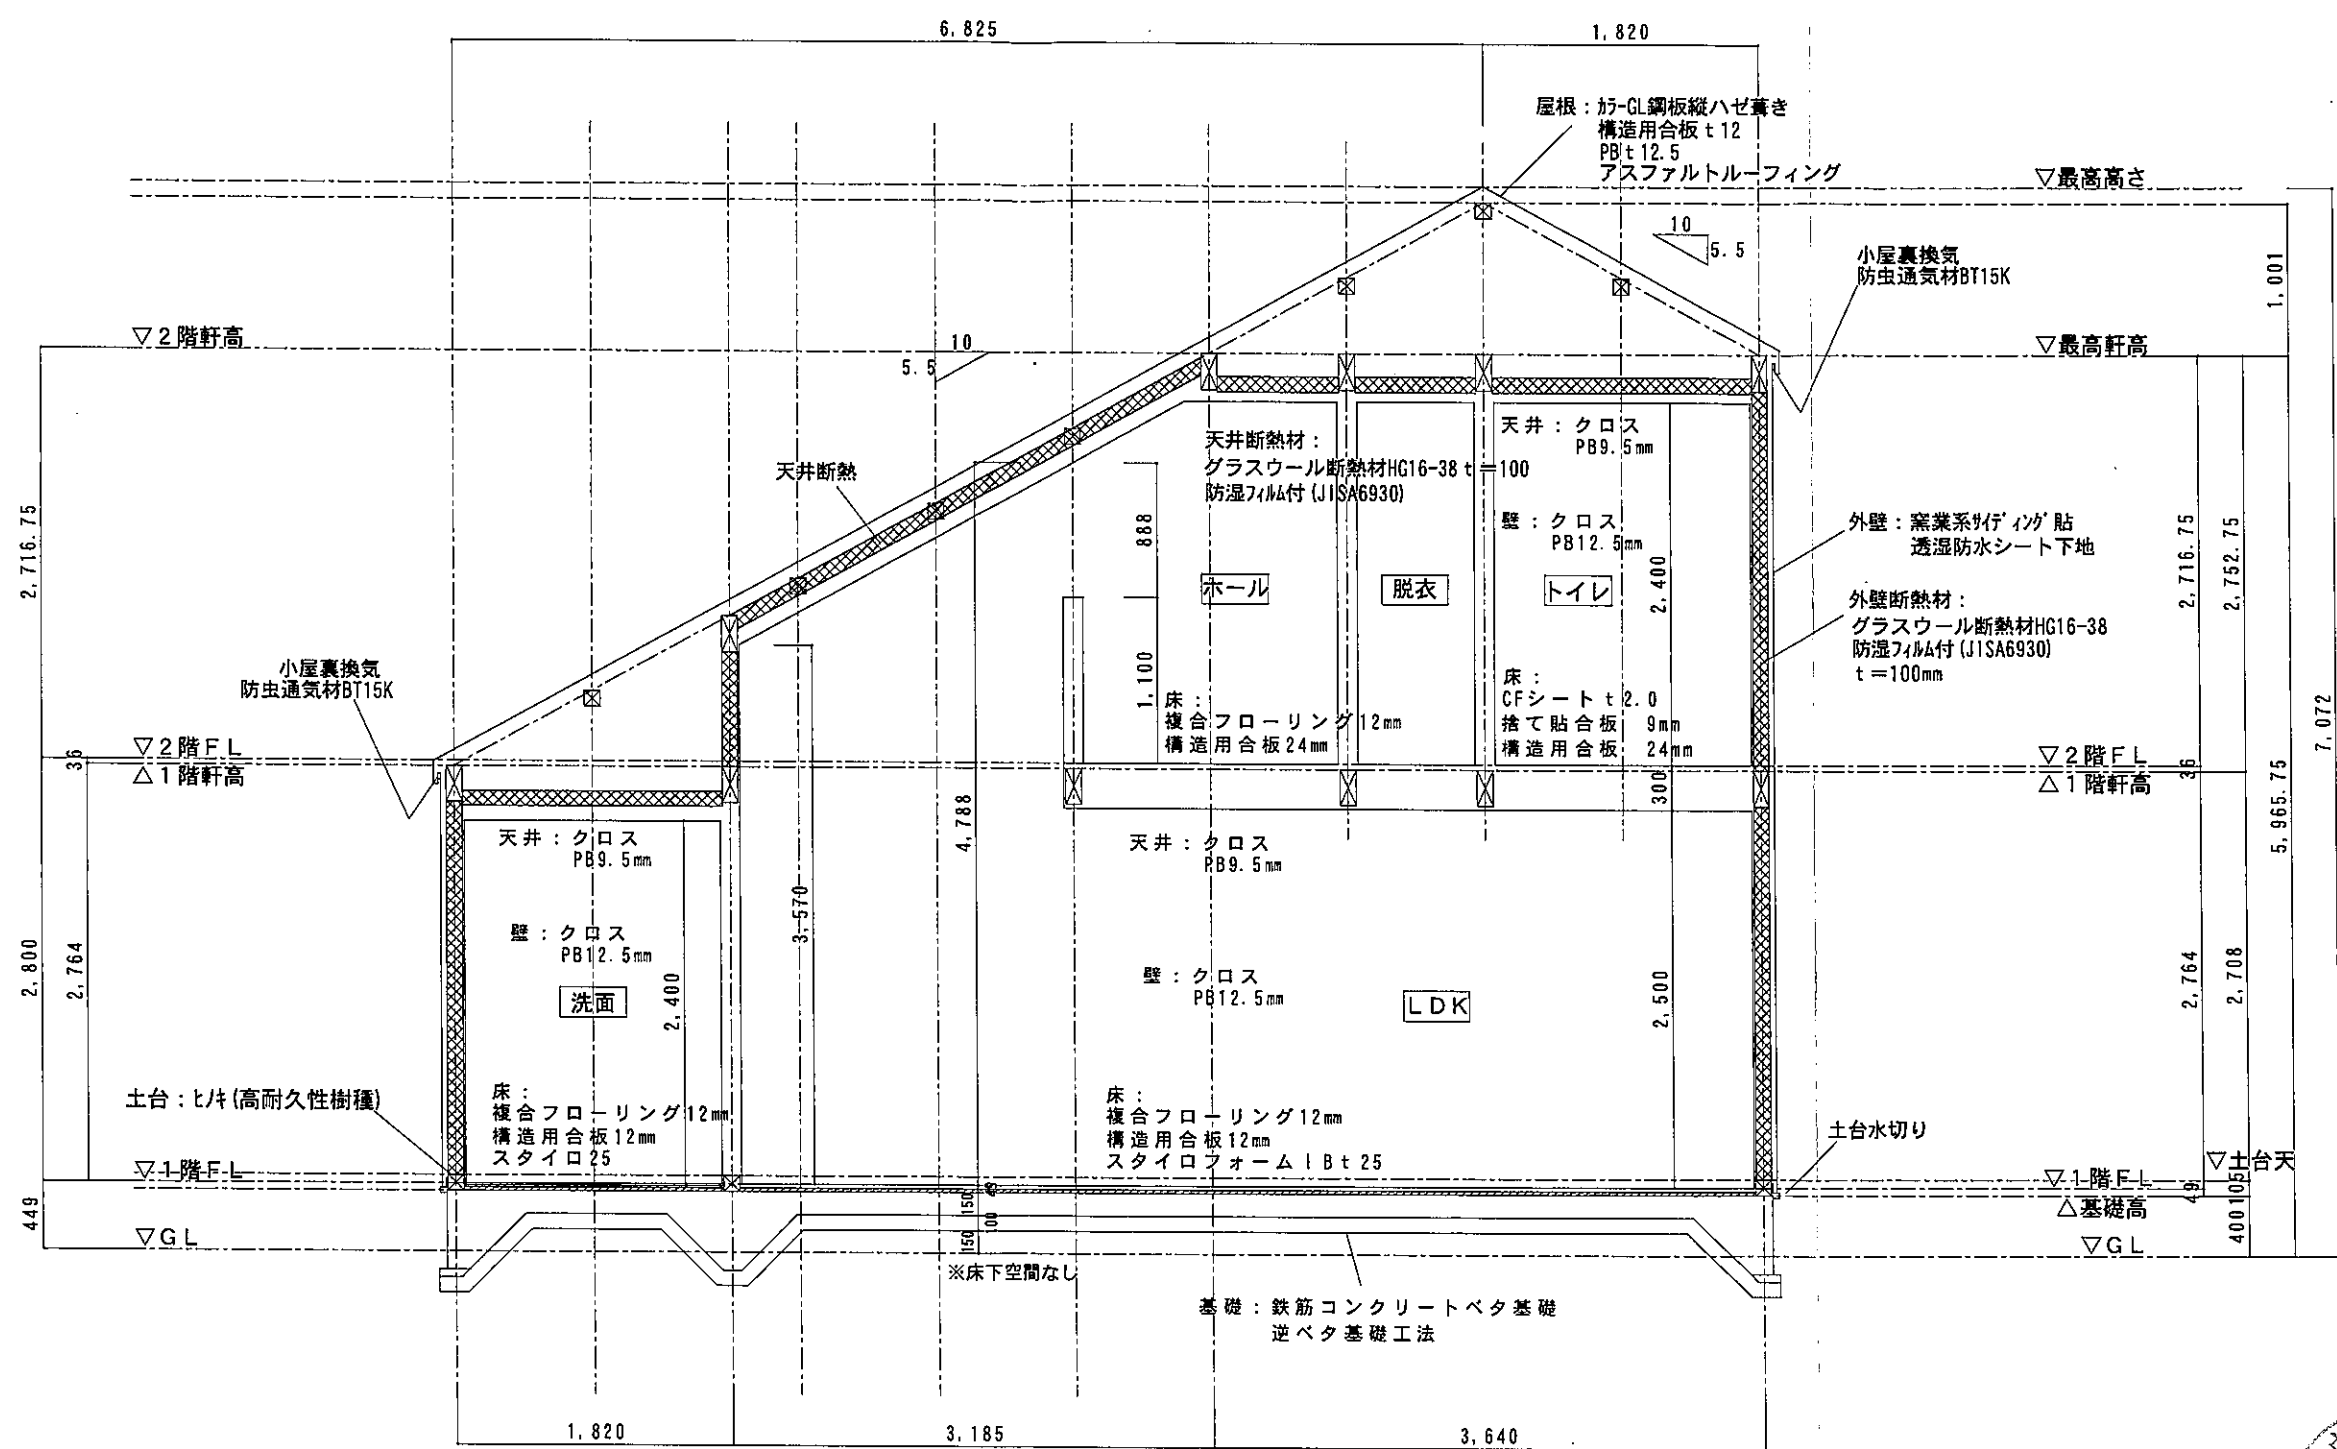 6,825
1,820
屋根：ｶﾗｰGL鋼板縦ハゼ葺き
構造用合板ｔ12
PBｔ12.5
アスファルトルーフィング
▽最高高さ
10
5.5
小屋裏換気
防虫通気材BT15K
1,001
▽２階軒高
10
5.5
▽最高軒高
天井断熱
天井断熱材：
グラスウール断熱材HG16-38ｔ＝100
防湿ﾌｨﾙﾑ付(JISA6930)
天井：クロス
PB9.5mm
壁：クロス
PB12.5mm
888
2,716.75
2,400
2,716.75
2,752.75
外壁：窯業系ｻｲﾃﾞｨﾝｸﾞ貼
透湿防水シート下地
ホール
脱衣
トイレ
外壁断熱材：
グラスウール断熱材HG16-38
防湿ﾌｨﾙﾑ付(JISA6930)
ｔ＝100mm
小屋裏換気
防虫通気材BT15K
1,100
床：
複合フローリング12mm
構造用合板24mm
床：
CFシートｔ2.0
捨て貼合板 9mm
構造用合板 24mm
7,072
▽２階ＦＬ
△１階軒高
36
▽２階ＦＬ
△１階軒高
36
300
5,965.75
4,788
天井：クロス
PB9.5mm
天井：クロス
PB9.5mm
3,570
壁：クロス
PB12.5mm
壁：クロス
PB12.5mm
2,800
2,764
2,400
洗面
ＬＤＫ
2,500
2,764
2,708
土台：ﾋﾉｷ(高耐久性樹種)
床：
複合フローリング12mm
構造用合板12mm
スタイロ25
床：
複合フローリング12mm
構造用合板12mm
スタイロフォームＩＢｔ25
土台水切り
▽１階ＦＬ
▽土台天
▽１階ＦＬ
△基礎高
449
150
100
150
49
105
400
▽ＧＬ
▽ＧＬ
※床下空間なし
基礎：鉄筋コンクリートベタ基礎
逆ベタ基礎工法
1,820
3,185
3,640